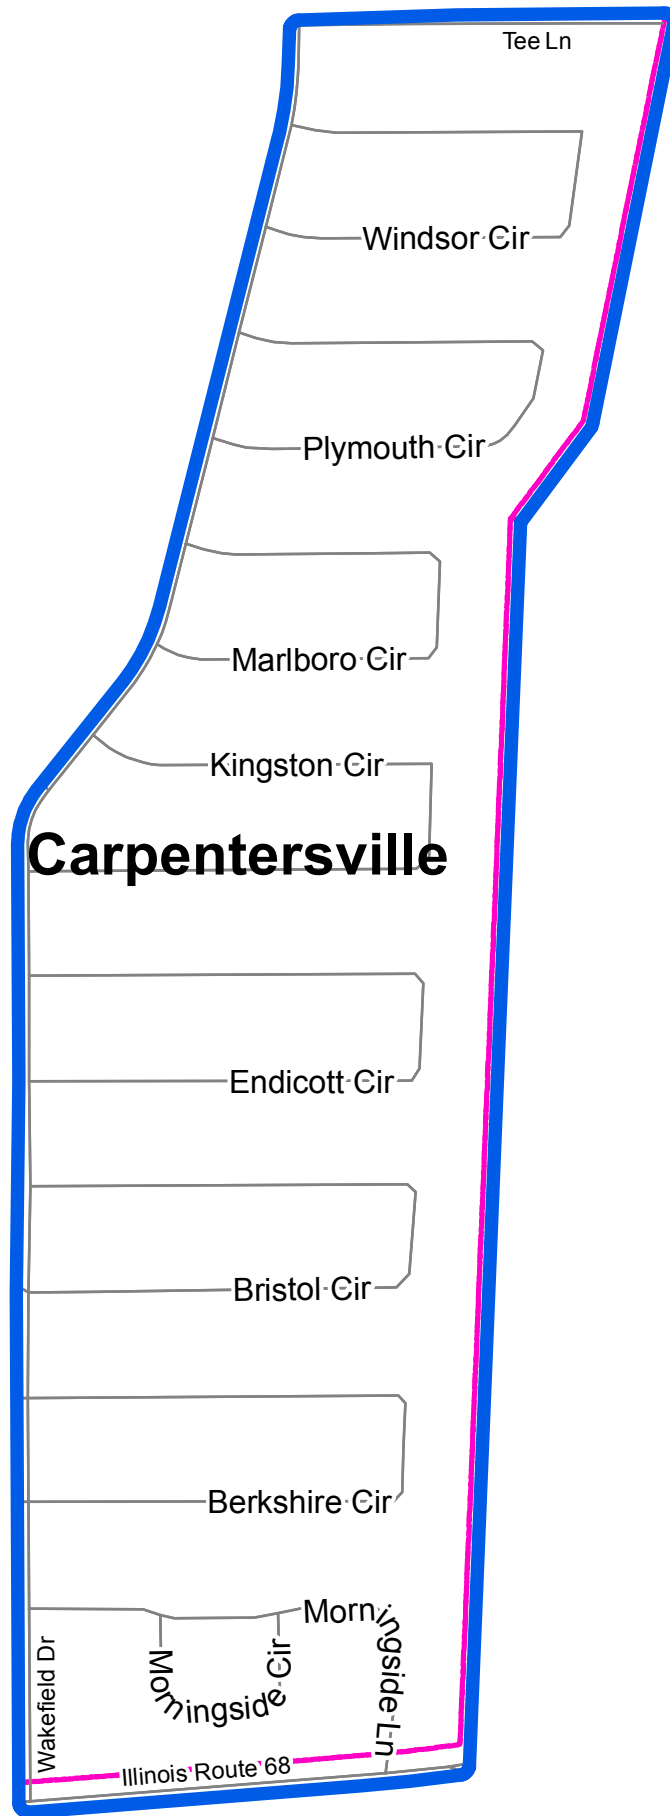 Tee Ln
Windsor Cir
Plymouth Cir
Marlboro Cir
Kingston Cir
Carpentersville
Endicott Cir
Bristol Cir
Berkshire Cir
Morningside Ln
Morningside Cir
Wakefield Dr
Illinois Route 68